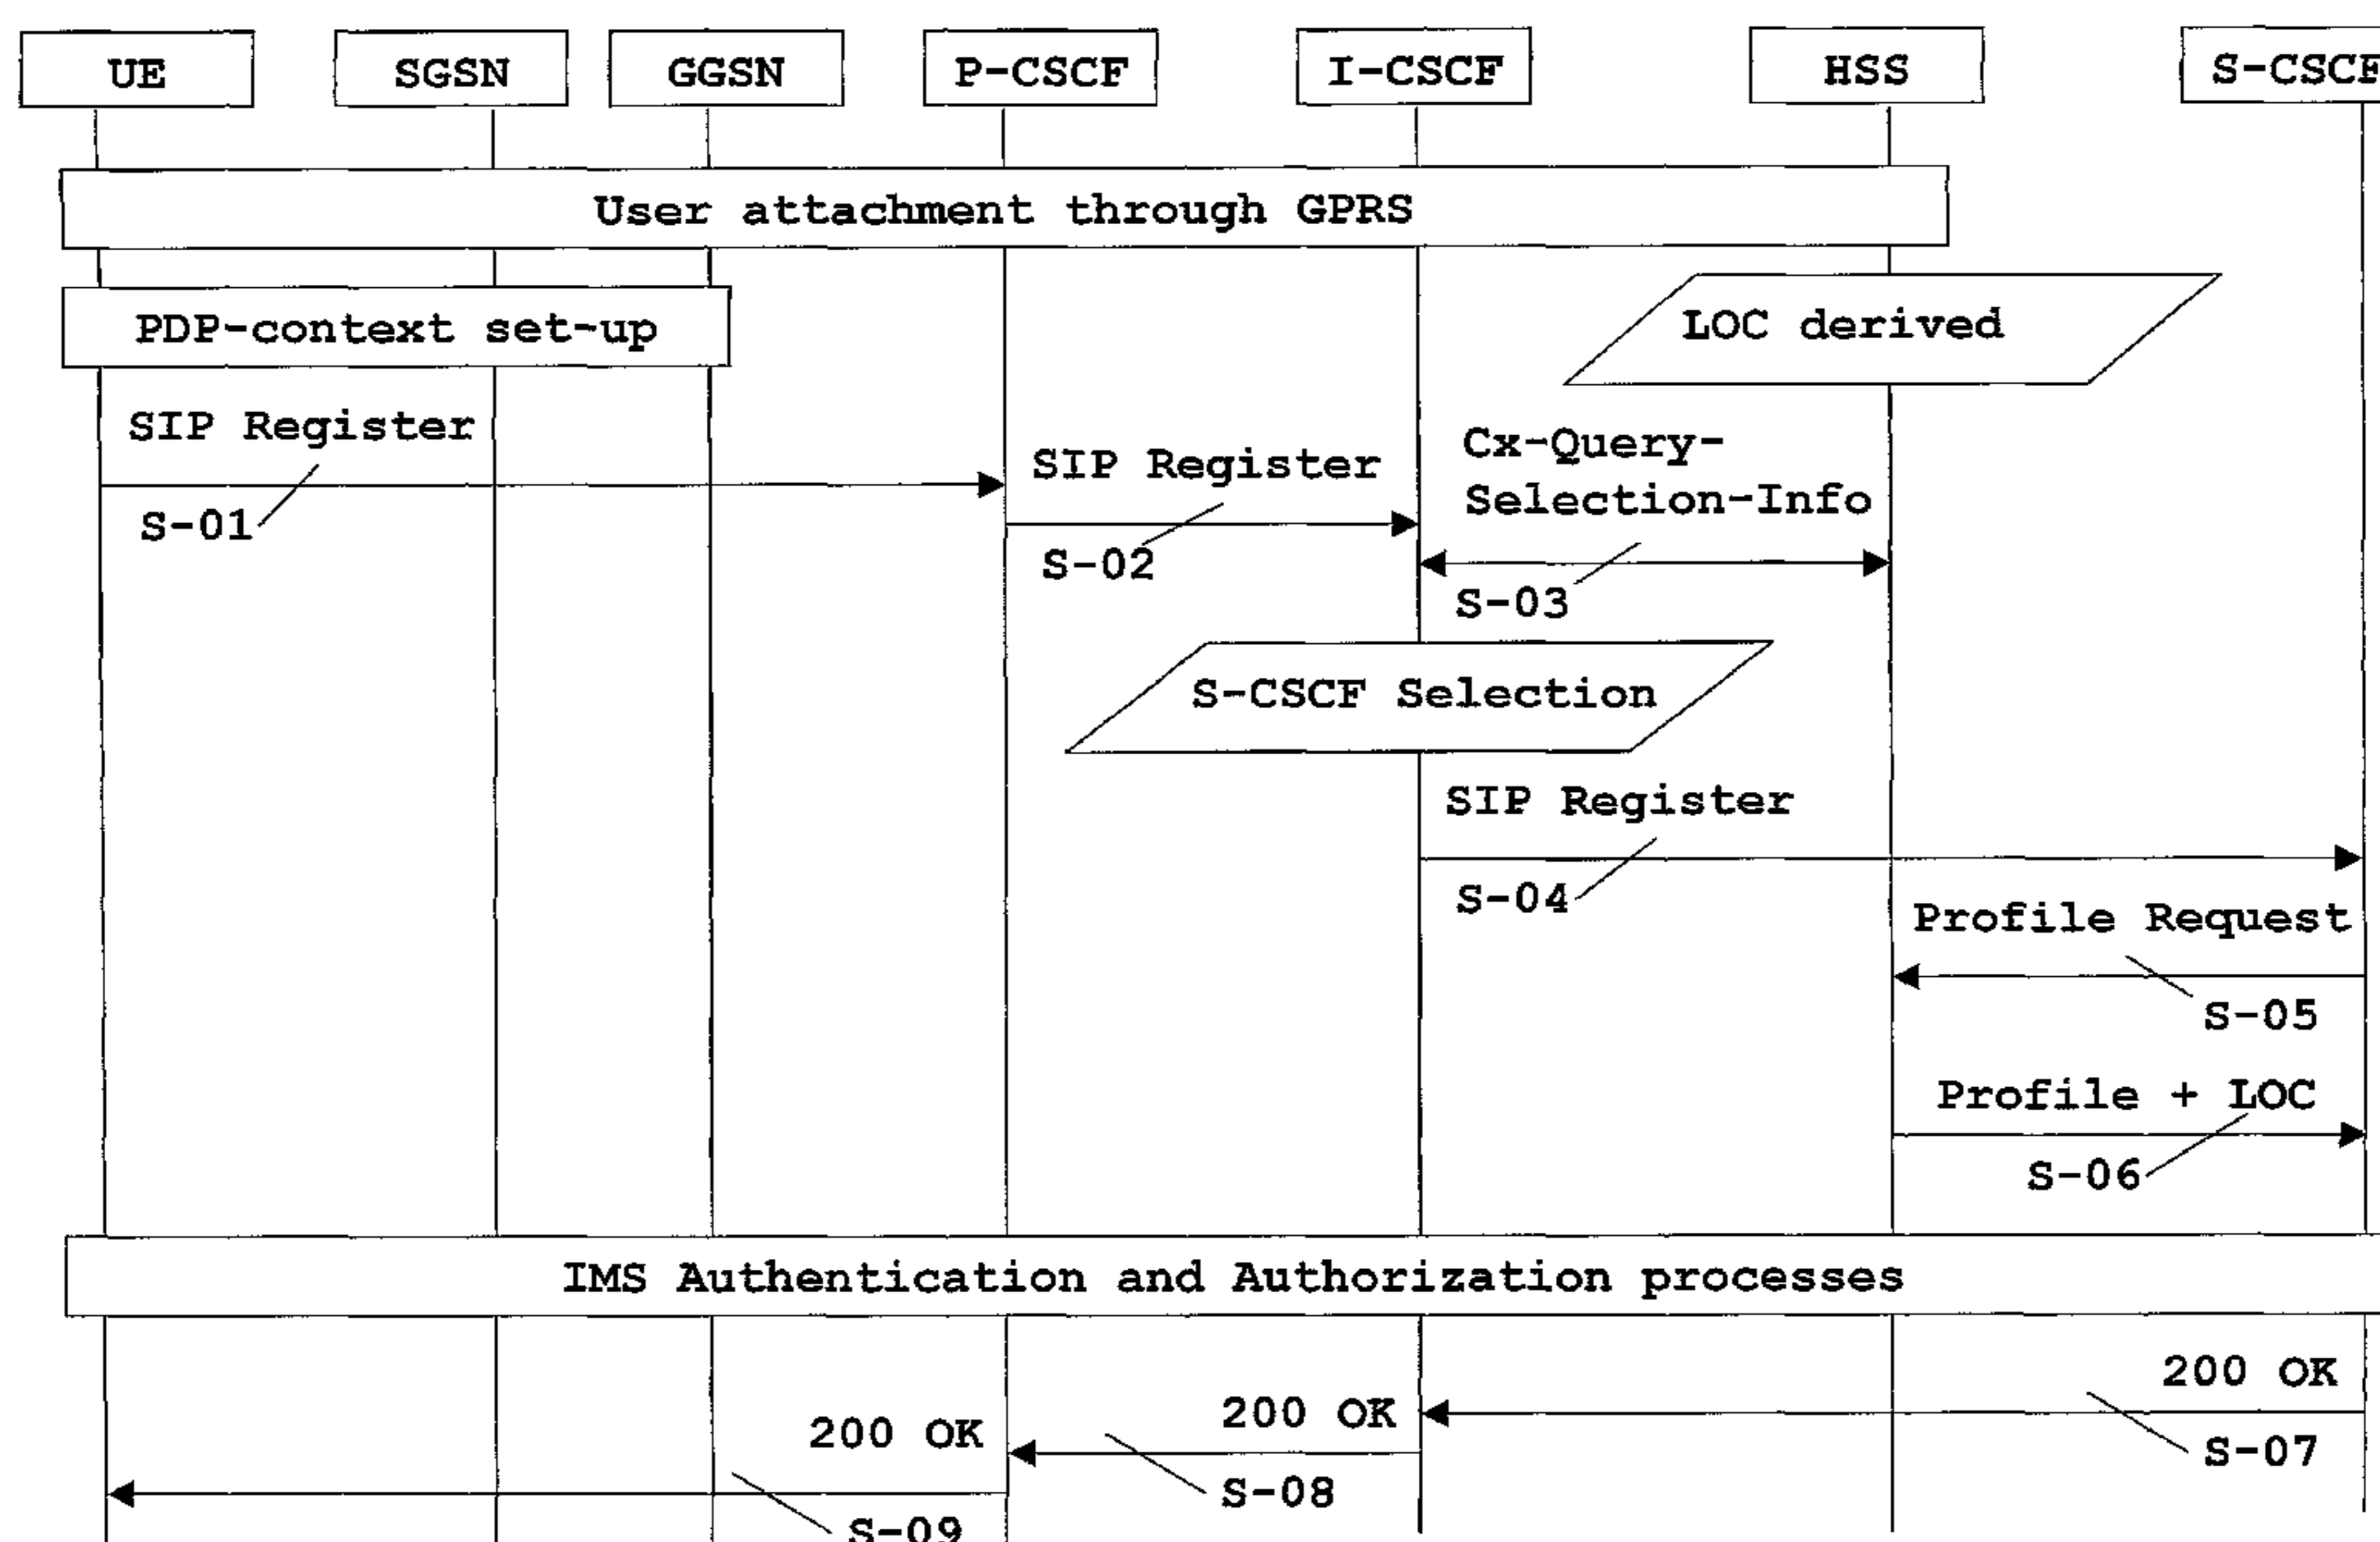 UE
SGSN
GGSN
P-CSCF
I-CSCF
HSS
S-CSCF
User attachment through GPRS
PDP-context set-up
LOC derived
SIP Register
S-01
SIP Register
S-02
Cx-Query-
Selection-Info
S-03
S-CSCF Selection
SIP Register
S-04
Profile Request
S-05
Profile + LOC
S-06
IMS Authentication and Authorization processes
200 OK
S-07
200 OK
S-08
200 OK
S-09